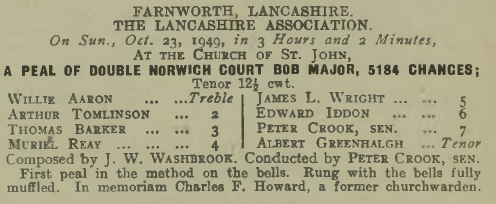 FARNWORTH, LANCASHIRE.
THE LANCASHIRE ASSOCIATION.
On Sun., Oct. 23, 1949, in 3 Hours and 2 Minutes,
AT THE CHURCH OF ST. JOHN,
A PEAL OF DOUBLE NORWICH COURT BOB MAJOR, 5184 CHANGES;
Tenor 12½ cwt.
WILLIE AARON ... ...Treble
ARTHUR TOMLINSON ... 2
THOMAS BARKER ... ... 3
MURIEL REAY ... ... ... 4
JAMES L. WRIGHT ... ... 5
EDWARD IDDON ... ... 6
PETER CROOK, SEN. ... 7
ALBERT GREENHALGH ...Tenor
Composed by J. W. WASHBROOK. Conducted by PETER CROOK, SEN.
First peal in the method on the bells. Rung with the bells fully
muffled. In memoriam Charles F. Howard, a former churchwarden.